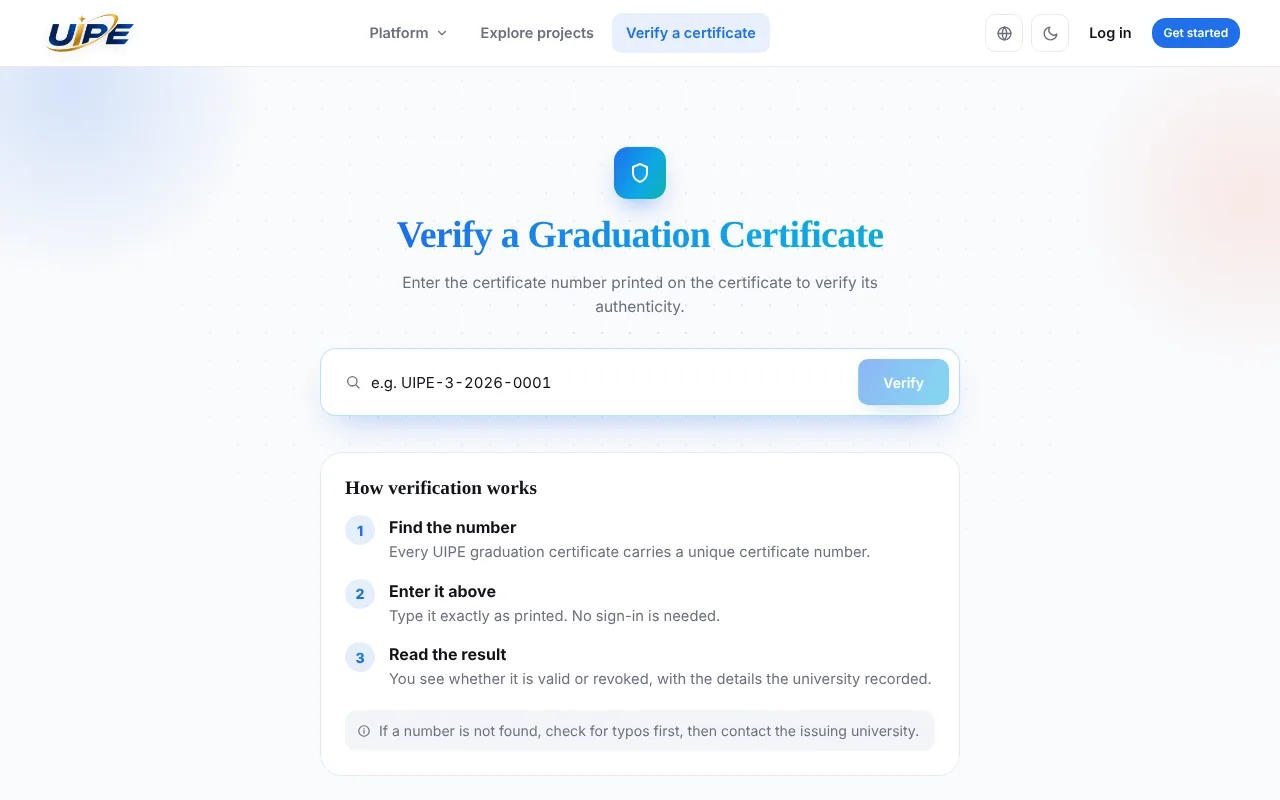 UiPE
Platform
Explore projects
Verify a certificate
Log in
Get started
Verify a Graduation Certificate
Enter the certificate number printed on the certificate to verify its
authenticity.
e.g. UIPE-3-2026-0001
Verify
How verification works
1
Find the number
Every UIPE graduation certificate carries a unique certificate number.
2
Enter it above
Type it exactly as printed. No sign-in is needed.
3
Read the result
You see whether it is valid or revoked, with the details the university recorded.
If a number is not found, check for typos first, then contact the issuing university.